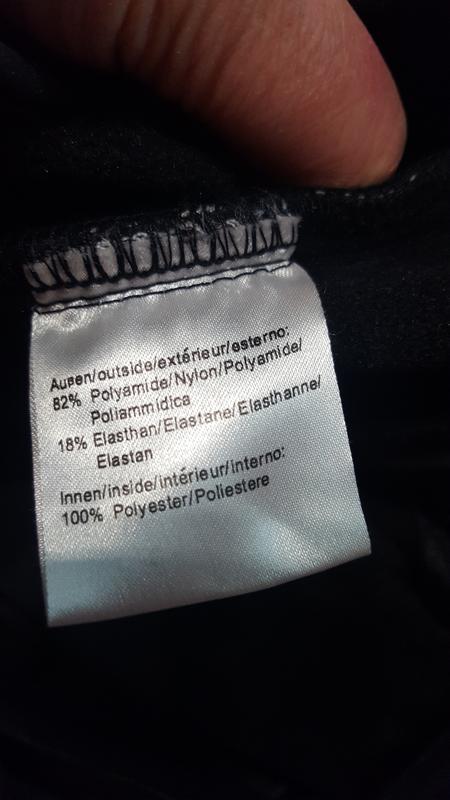 Außen/outside/extérieur/esterno:
82% Polyamide/Nylon/Polyamide/
Poliammidica
18% Elasthan/Elastane/Elasthanne/
Elastan
Innen/inside/intérieur/interno:
100% Polyester/Poliestere